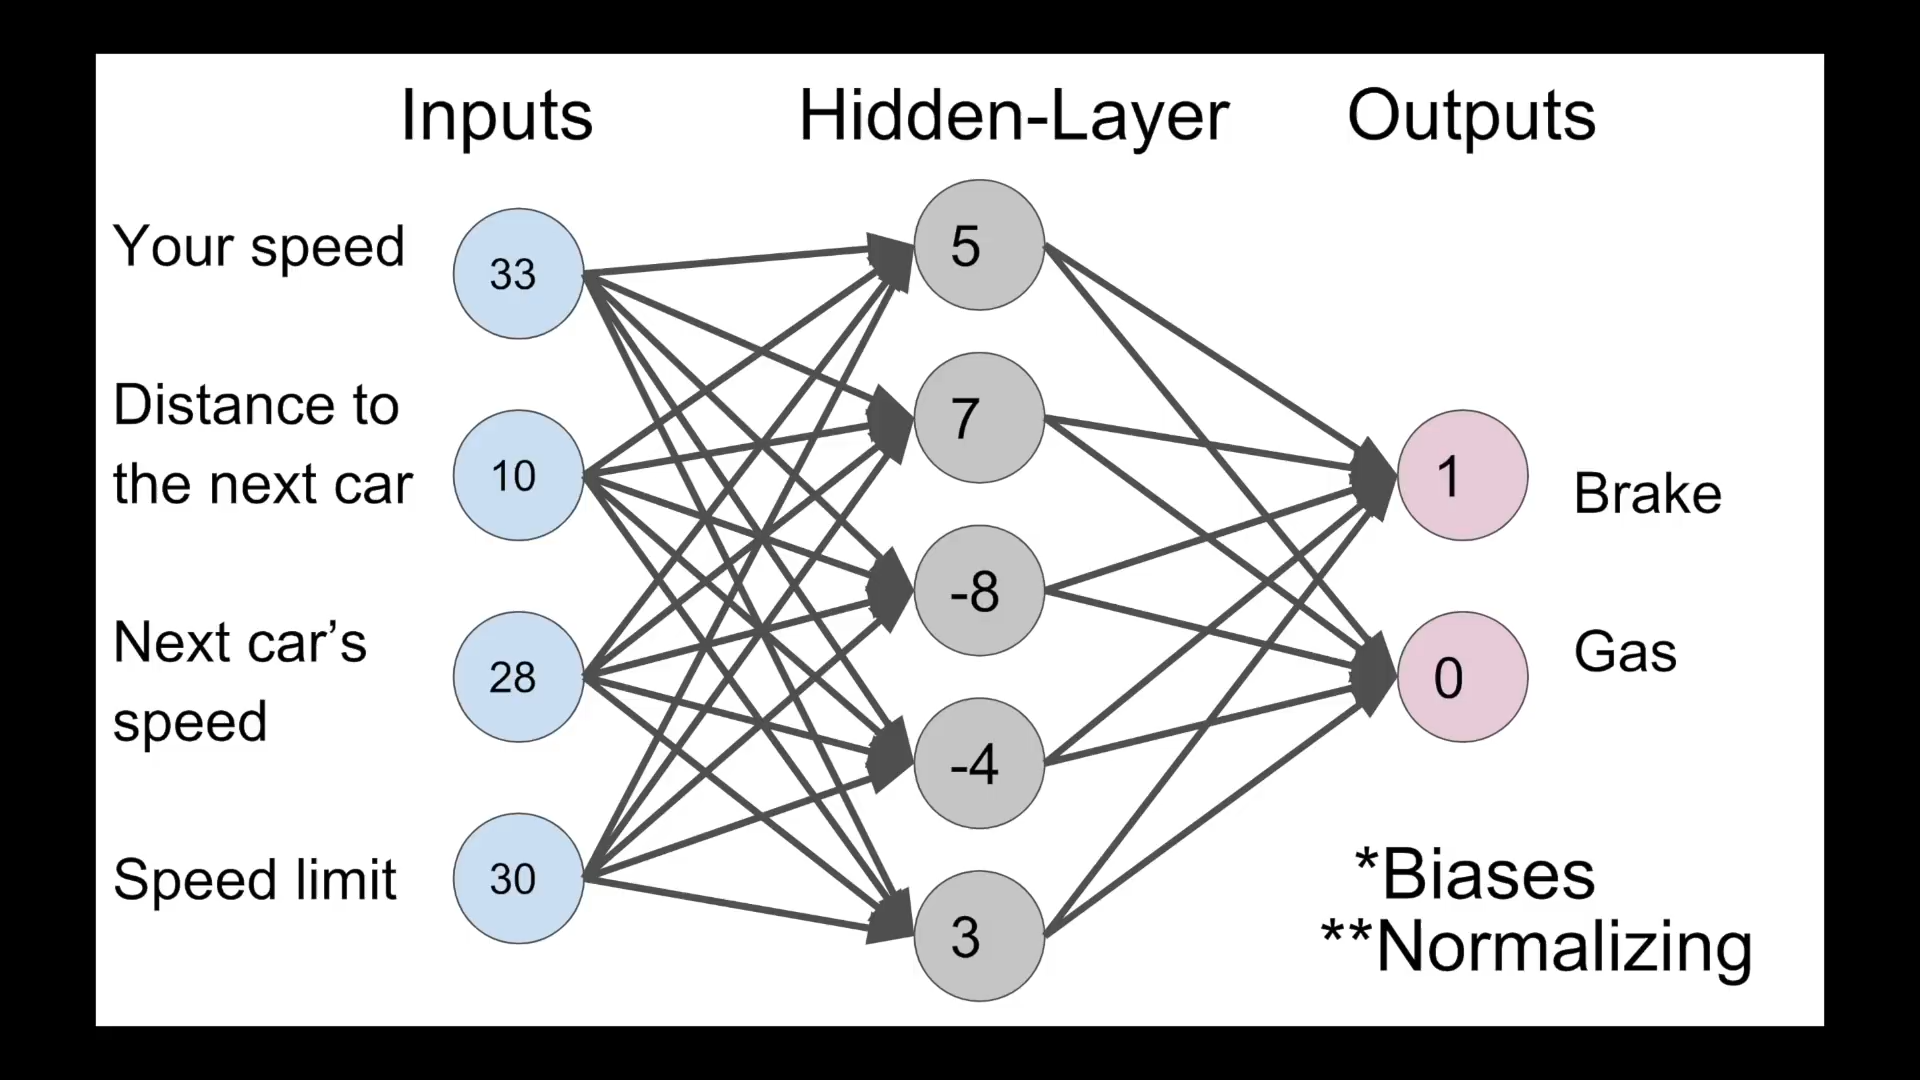 Inputs
Hidden-Layer
Outputs
Your speed
33
Distance to
the next car
10
Next car’s
speed
28
Speed limit
30
5
7
-8
-4
3
1
Brake
0
Gas
*Biases
**Normalizing